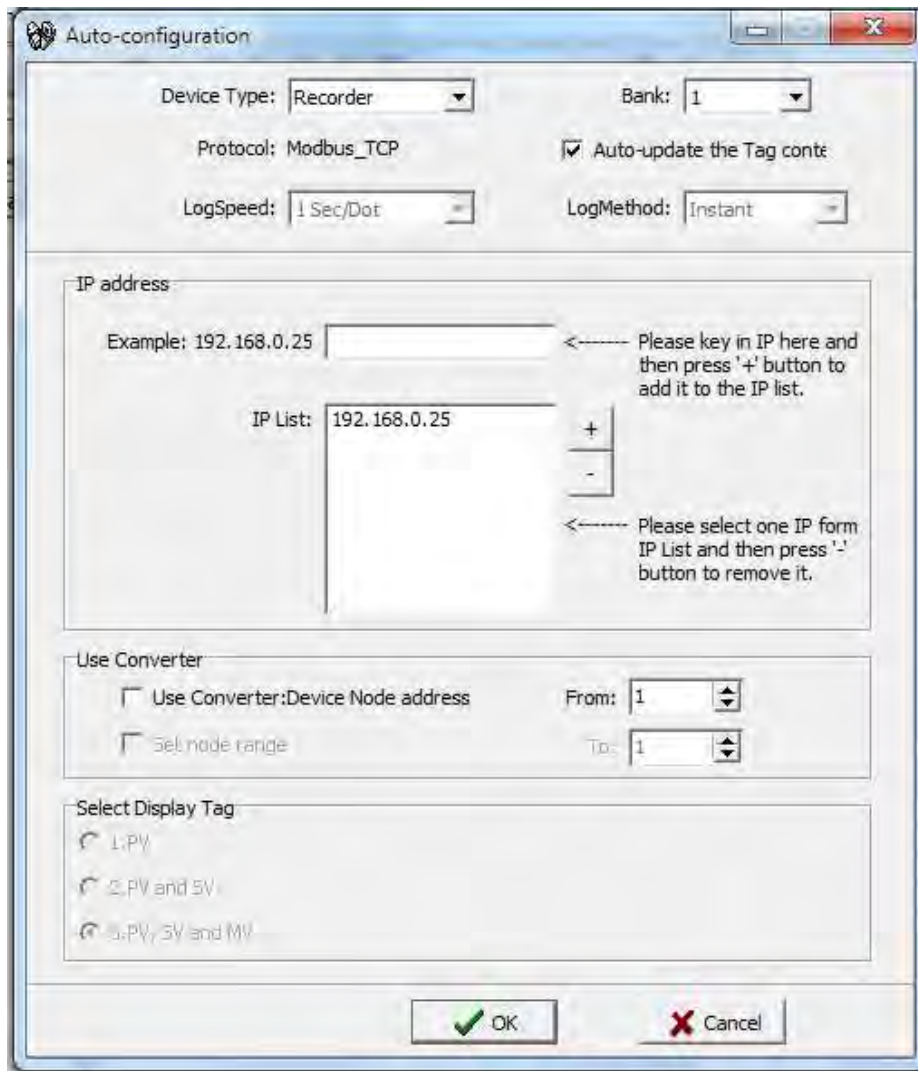 Auto-configuration
Device Type: Recorder Bank: 1
Protocol: Modbus_TCP Auto-update the Tag conte
LogSpeed: 1 Sec/Dot LogMethod: Instant
IP address
Example: 192.168.0.25 <------- Please key in IP here and
then press '+' button to
add it to the IP list.
IP List: 192.168.0.25
+
-
<------- Please select one IP form
IP List and then press '-'
button to remove it.
Use Converter
Use Converter:Device Node address From: 1
Set node range To: 1
Select Display Tag
1.PV
2.PV and SV
3.PV, SV and MV
OK Cancel